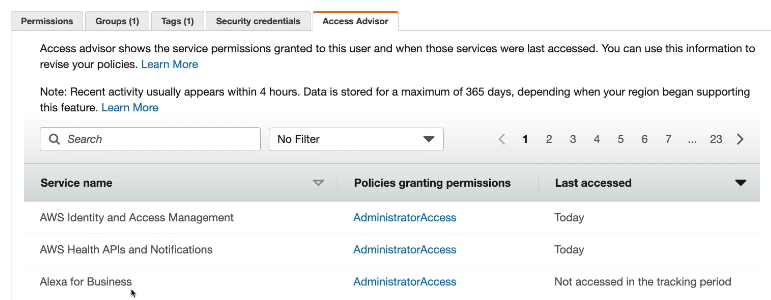 Permissions Groups (1) Tags (1) Security credentials Access Advisor
Access advisor shows the service permissions granted to this user and when those services were last accessed. You can use this information to
revise your policies. Learn More
Note: Recent activity usually appears within 4 hours. Data is stored for a maximum of 365 days, depending when your region began supporting
this feature. Learn More
Search No Filter 1 2 3 4 5 6 7 ... 23
Service name Policies granting permissions Last accessed
AWS Identity and Access Management AdministratorAccess Today
AWS Health APIs and Notifications AdministratorAccess Today
Alexa for Business AdministratorAccess Not accessed in the tracking period